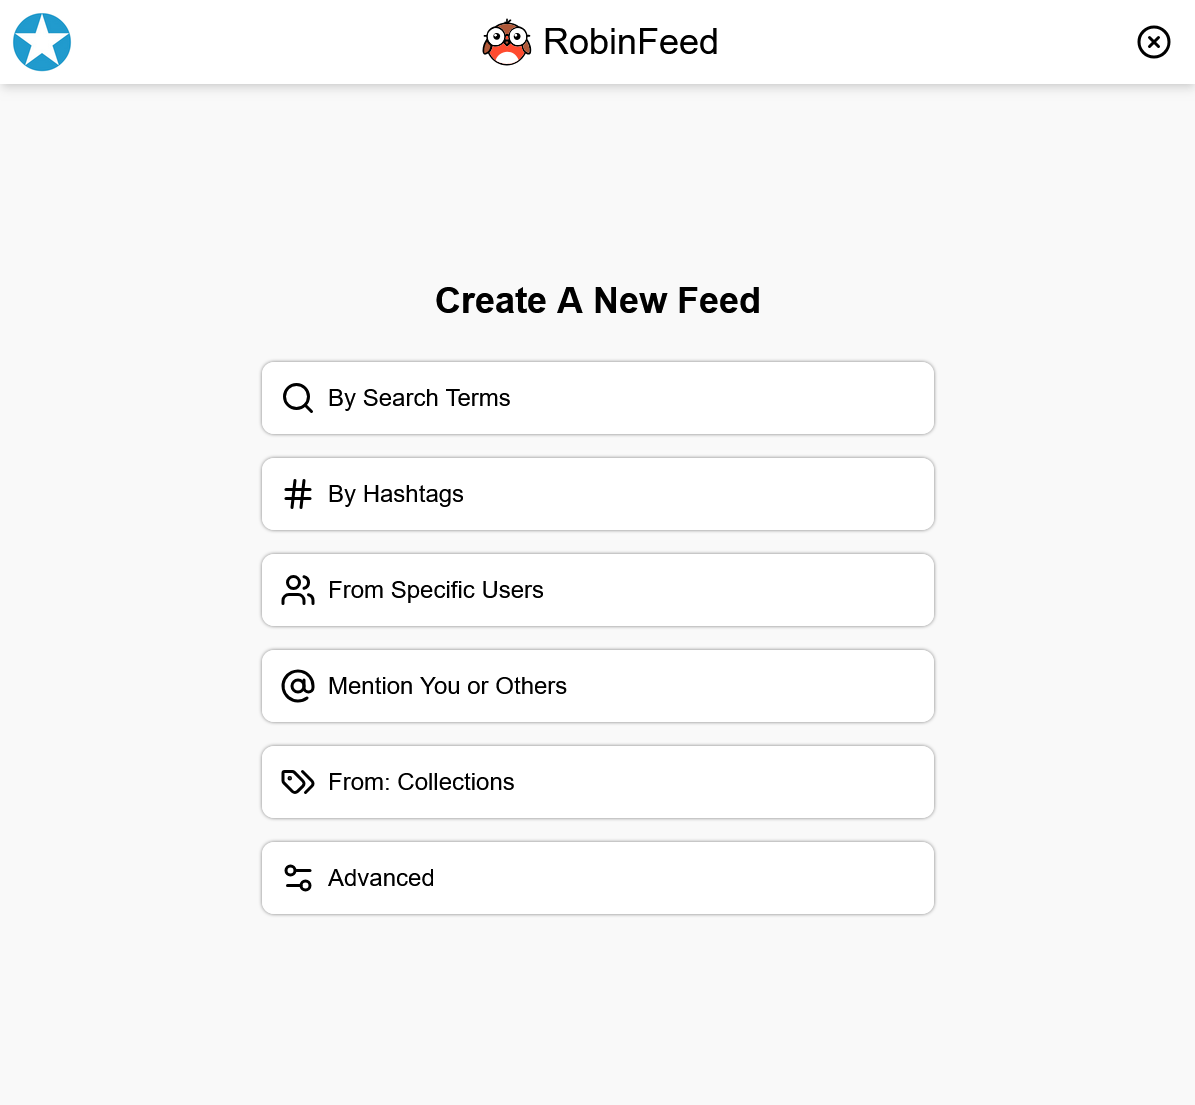 RobinFeed
Create A New Feed
By Search Terms
By Hashtags
From Specific Users
Mention You or Others
From: Collections
Advanced